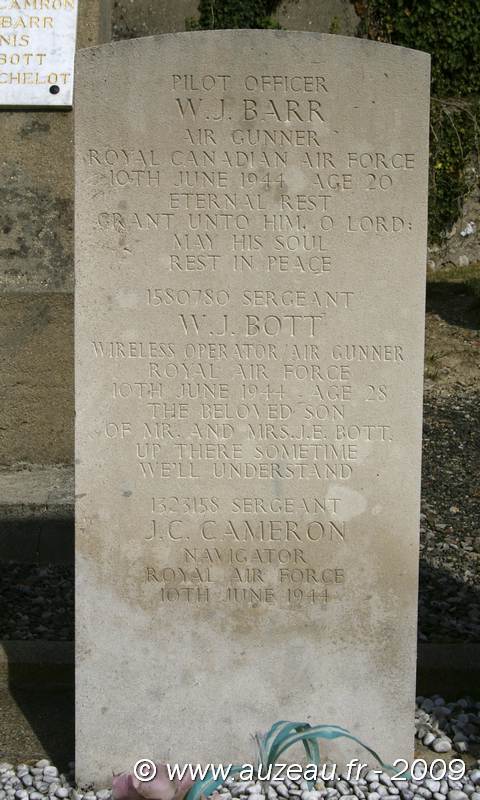 CAMRON
BARR
NIS
BOTT
CHELOT
PILOT OFFICER
W. J. BARR
AIR GUNNER
ROYAL CANADIAN AIR FORCE
10TH JUNE 1944 AGE 20
ETERNAL REST
GRANT UNTO HIM, O LORD;
MAY HIS SOUL
REST IN PEACE
1580780 SERGEANT
W. J. BOTT
WIRELESS OPERATOR/AIR GUNNER
ROYAL AIR FORCE
10TH JUNE 1944 - AGE 28
THE BELOVED SON
OF MR. AND MRS. J.E. BOTT.
UP THERE SOMETIME
WE'LL UNDERSTAND
1323158 SERGEANT
J. C. CAMERON
NAVIGATOR
ROYAL AIR FORCE
10TH JUNE 1944
© www.auzeau.fr - 2009